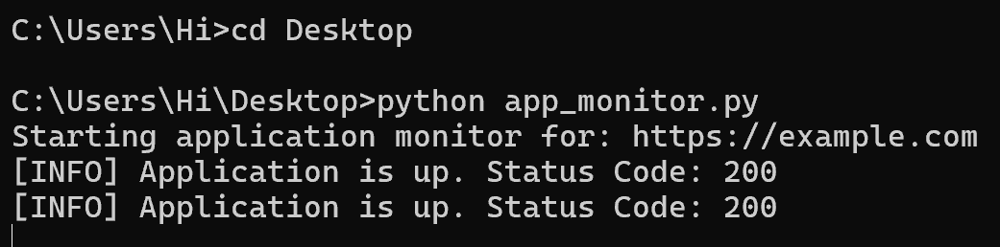 C:\Users\Hi>cd Desktop
C:\Users\Hi\Desktop>python app_monitor.py
Starting application monitor for: https://example.com
[INFO] Application is up. Status Code: 200
[INFO] Application is up. Status Code: 200